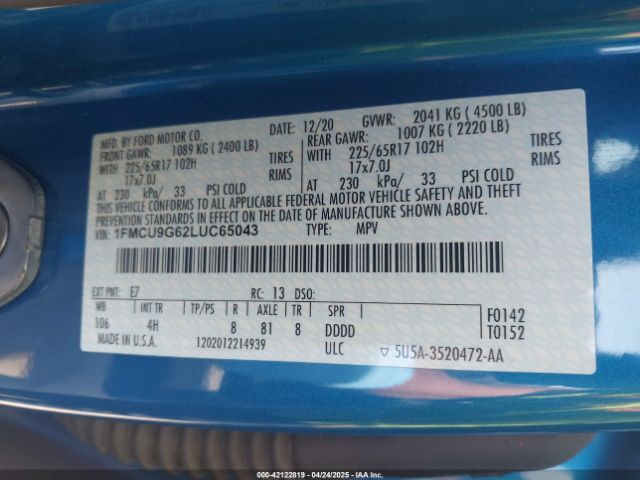 MFD. BY FORD MOTOR CO.
DATE: 12/20 GVWR: 2041 KG ( 4500 LB)
FRONT GAWR: 1089 KG ( 2400 LB) REAR GAWR: 1007 KG ( 2220 LB)
WITH 225/65R17 102H TIRES WITH 225/65R17 102H TIRES
17x7.0J RIMS 17x7.0J RIMS
AT 230 kPa/ 33 PSI COLD AT 230 kPa/ 33 PSI COLD
THIS VEHICLE CONFORMS TO ALL APPLICABLE FEDERAL MOTOR VEHICLE SAFETY AND THEFT
PREVENTION STANDARDS IN EFFECT ON THE DATE OF MANUFACTURE SHOWN ABOVE.
VIN: 1FMCU9G62LUC65043 TYPE: MPV
EXT PNT: E7 RC: 13 DSO:
WB INT TR TP/PS R AXLE TR SPR F0142
106 4H 8 81 8 DDDD T0152
MADE IN U.S.A. 1202012214939 ULC ▽ 5U5A-3520472-AA
000-42122819 - 04/24/2025 - IAAI.COM